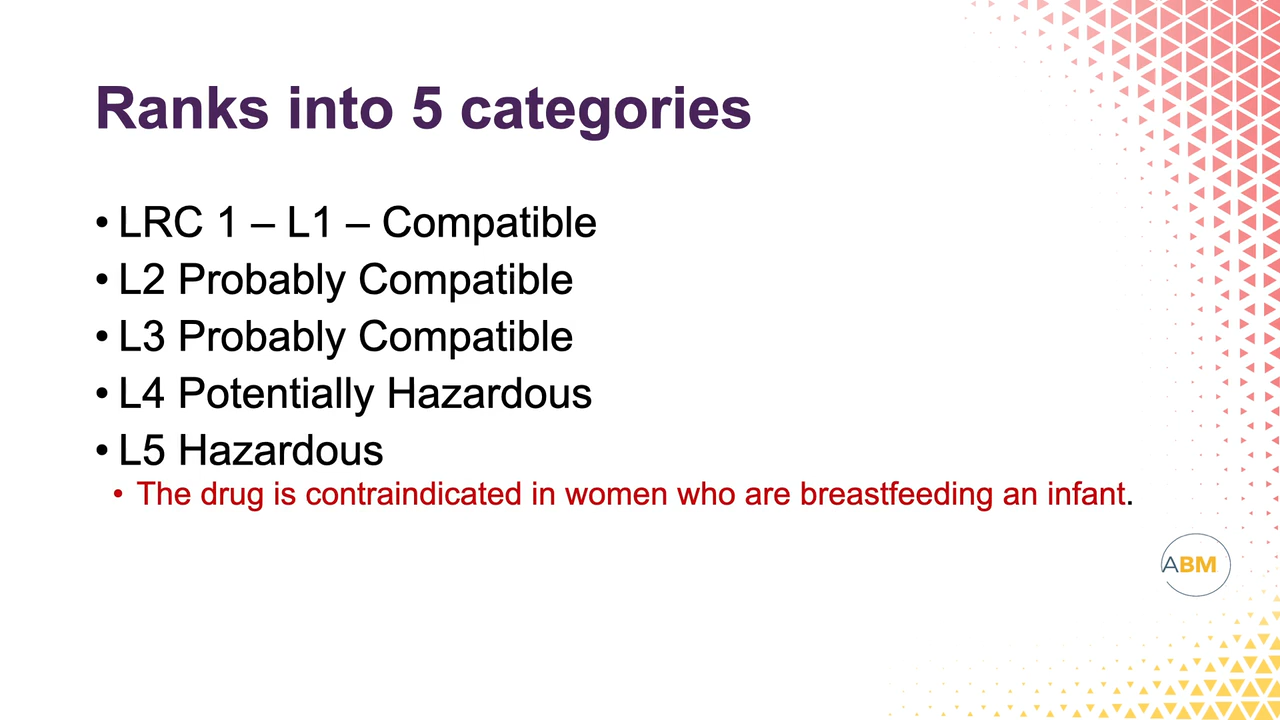 Ranks into 5 categories
• LRC 1 – L1 – Compatible
• L2 Probably Compatible
• L3 Probably Compatible
• L4 Potentially Hazardous
• L5 Hazardous
• The drug is contraindicated in women who are breastfeeding an infant.
ABM